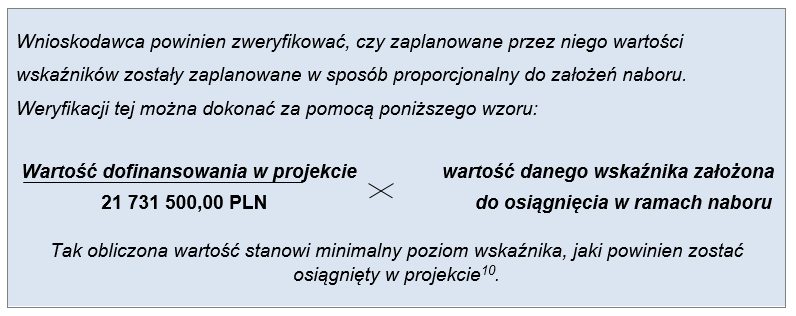 Wnioskodawca powinien zweryfikować, czy zaplanowane przez niego wartości
wskaźników zostały zaplanowane w sposób proporcjonalny do założeń naboru.
Weryfikacji tej można dokonać za pomocą poniższego wzoru:
Wartość dofinansowania w projekcie
21 731 500,00 PLN
×
wartość danego wskaźnika założona
do osiągnięcia w ramach naboru
Tak obliczona wartość stanowi minimalny poziom wskaźnika, jaki powinien zostać
osiągnięty w projekcie¹⁰.